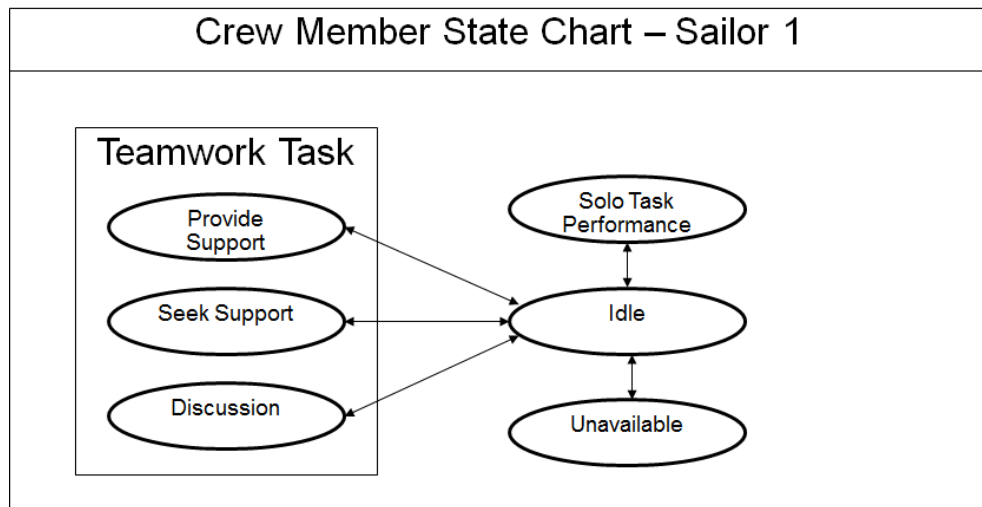 Crew Member State Chart – Sailor 1
Teamwork Task
Provide
Support
Seek Support
Discussion
Solo Task
Performance
Idle
Unavailable